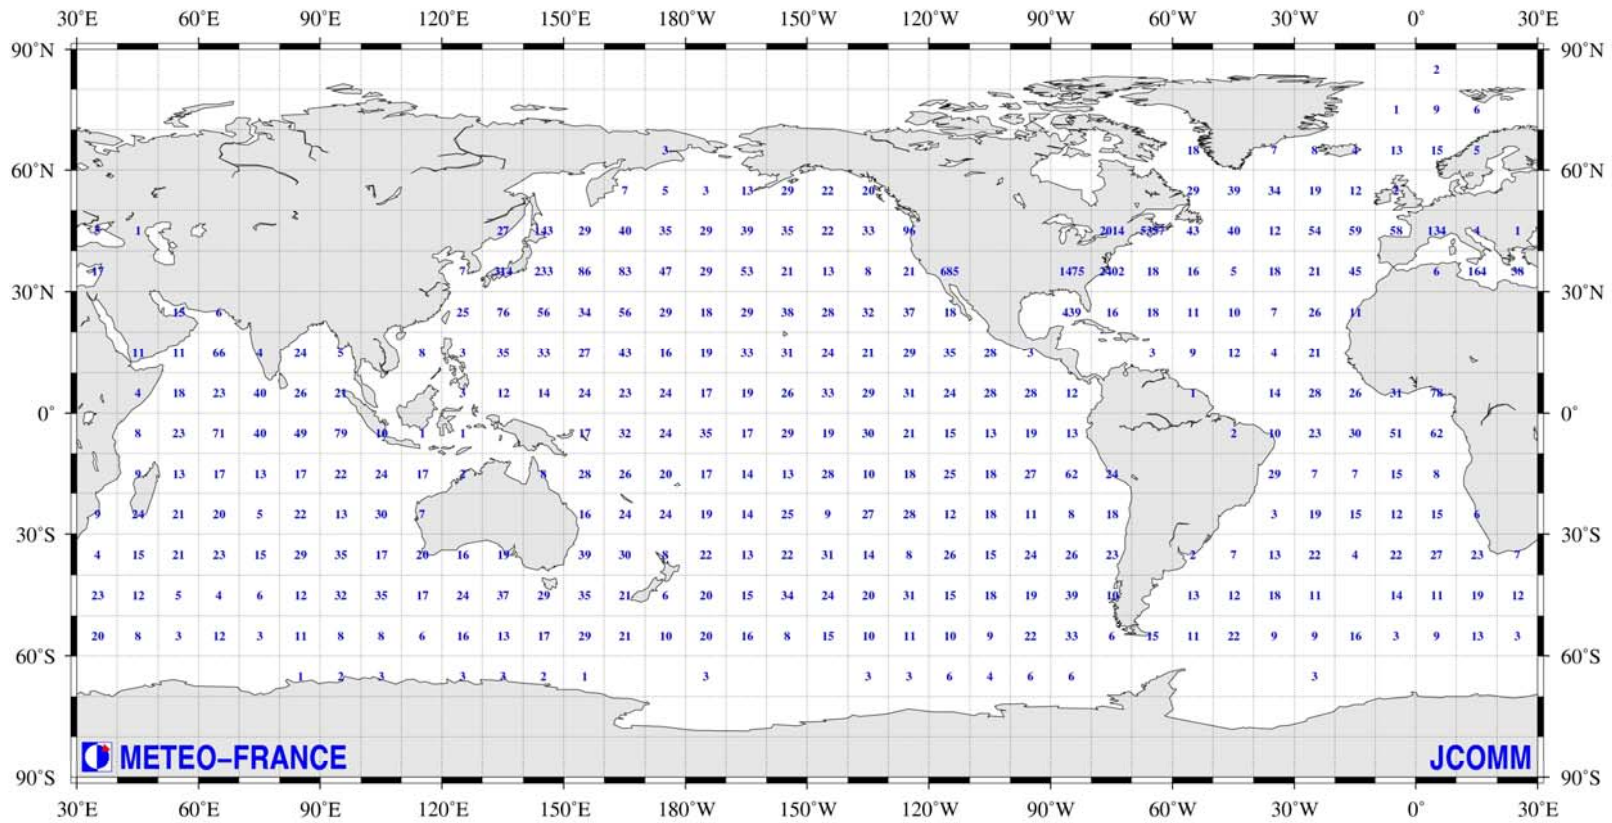 30°E 60°E 90°E 120°E 150°E 180°W 150°W 120°W 90°W 60°W 30°W 0° 30°E
90°N 90°N
2
1 9 6
3 18 7 8 4 13 15 5
60°N 60°N
7 5 3 13 29 22 20 29 39 34 19 12 2
1 27 143 29 40 35 29 39 35 22 33 96 2014 5357 43 40 12 54 59 58 134 4 1
17 7 314 233 86 83 47 29 53 21 13 8 21 685 1475 2402 18 16 5 18 21 45 6 164 38
30°N 30°N
15 6 25 76 56 34 56 29 18 29 38 28 32 37 18 439 16 18 11 10 7 26 11
11 11 66 4 24 5 8 3 35 33 27 43 16 19 33 31 24 21 29 35 28 3 3 9 12 4 21
4 18 23 40 26 21 3 12 14 24 23 24 17 19 26 33 29 31 24 28 28 12 1 14 28 26 31 78
0° 0°
8 23 71 40 49 79 10 1 1 17 32 24 35 17 29 19 30 21 15 13 19 13 2 10 23 30 51 62
9 13 17 13 17 22 24 17 2 8 28 26 20 17 14 13 28 10 18 25 18 27 62 24 29 7 7 15 8
9 24 21 20 5 22 13 30 7 16 24 24 19 14 25 9 27 28 12 18 11 8 18 3 19 15 12 15 6
30°S 30°S
4 15 21 23 15 29 35 17 20 16 19 39 30 8 22 13 22 31 14 8 26 15 24 26 23 2 7 13 22 4 22 27 23 7
23 12 5 4 6 12 32 35 17 24 37 29 35 21 6 20 15 34 24 20 31 15 18 19 39 10 13 12 18 11 14 11 19 12
20 8 3 12 3 11 8 8 6 16 13 17 29 21 10 20 16 8 15 10 11 10 9 22 33 6 15 11 22 9 9 16 3 9 13 3
60°S 60°S
1 2 3 3 3 2 1 3 3 3 6 4 6 6 3
METEO-FRANCE JCOMM
90°S 90°S
30°E 60°E 90°E 120°E 150°E 180°W 150°W 120°W 90°W 60°W 30°W 0° 30°E